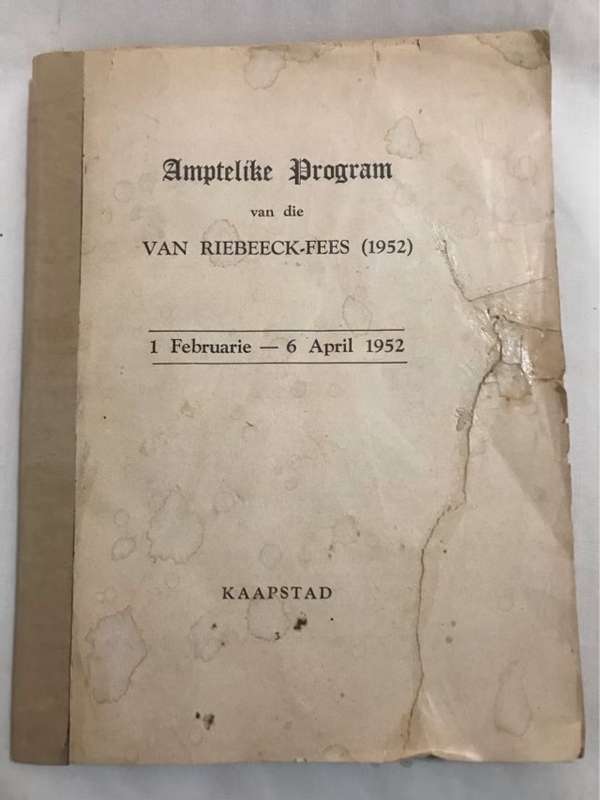 Amptelike Program
van die
VAN RIEBEECK-FEES (1952)
1 Februarie — 6 April 1952
KAAPSTAD